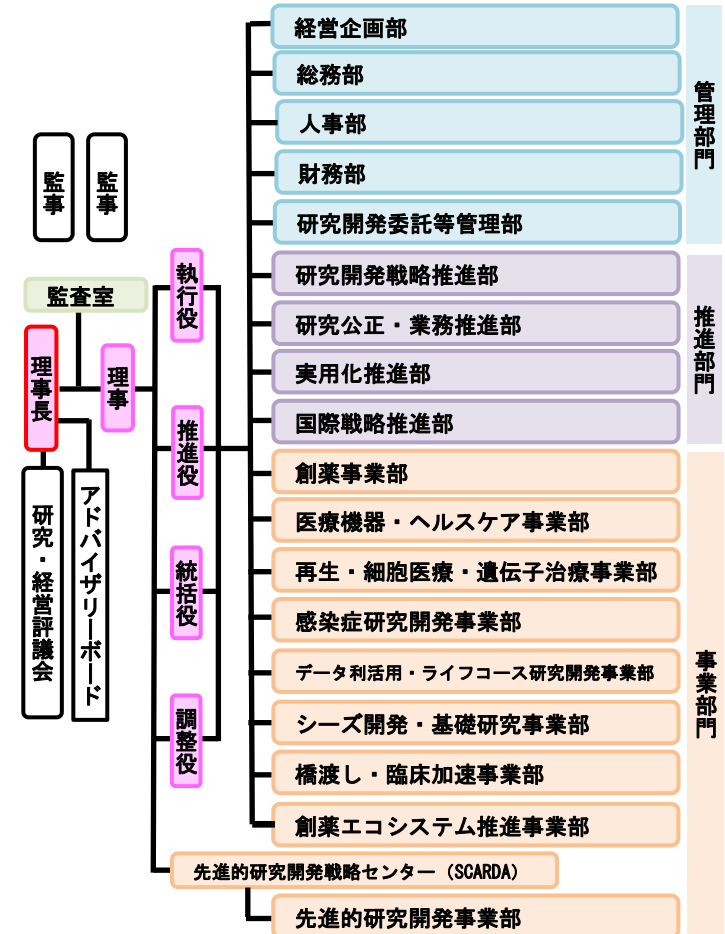 経営企画部
総務部
人事部
財務部
研究開発委託等管理部
管理部門
研究開発戦略推進部
研究公正・業務推進部
実用化推進部
国際戦略推進部
推進部門
創薬事業部
医療機器・ヘルスケア事業部
再生・細胞医療・遺伝子治療事業部
感染症研究開発事業部
データ利活用・ライフコース研究開発事業部
シーズ開発・基礎研究事業部
橋渡し・臨床加速事業部
創薬エコシステム推進事業部
先進的研究開発戦略センター（SCARDA）
先進的研究開発事業部
事業部門
監事
監事
監査室
理事長
理事
執行役
推進役
統括役
調整役
研究・経営評議会
アドバイザリーボード